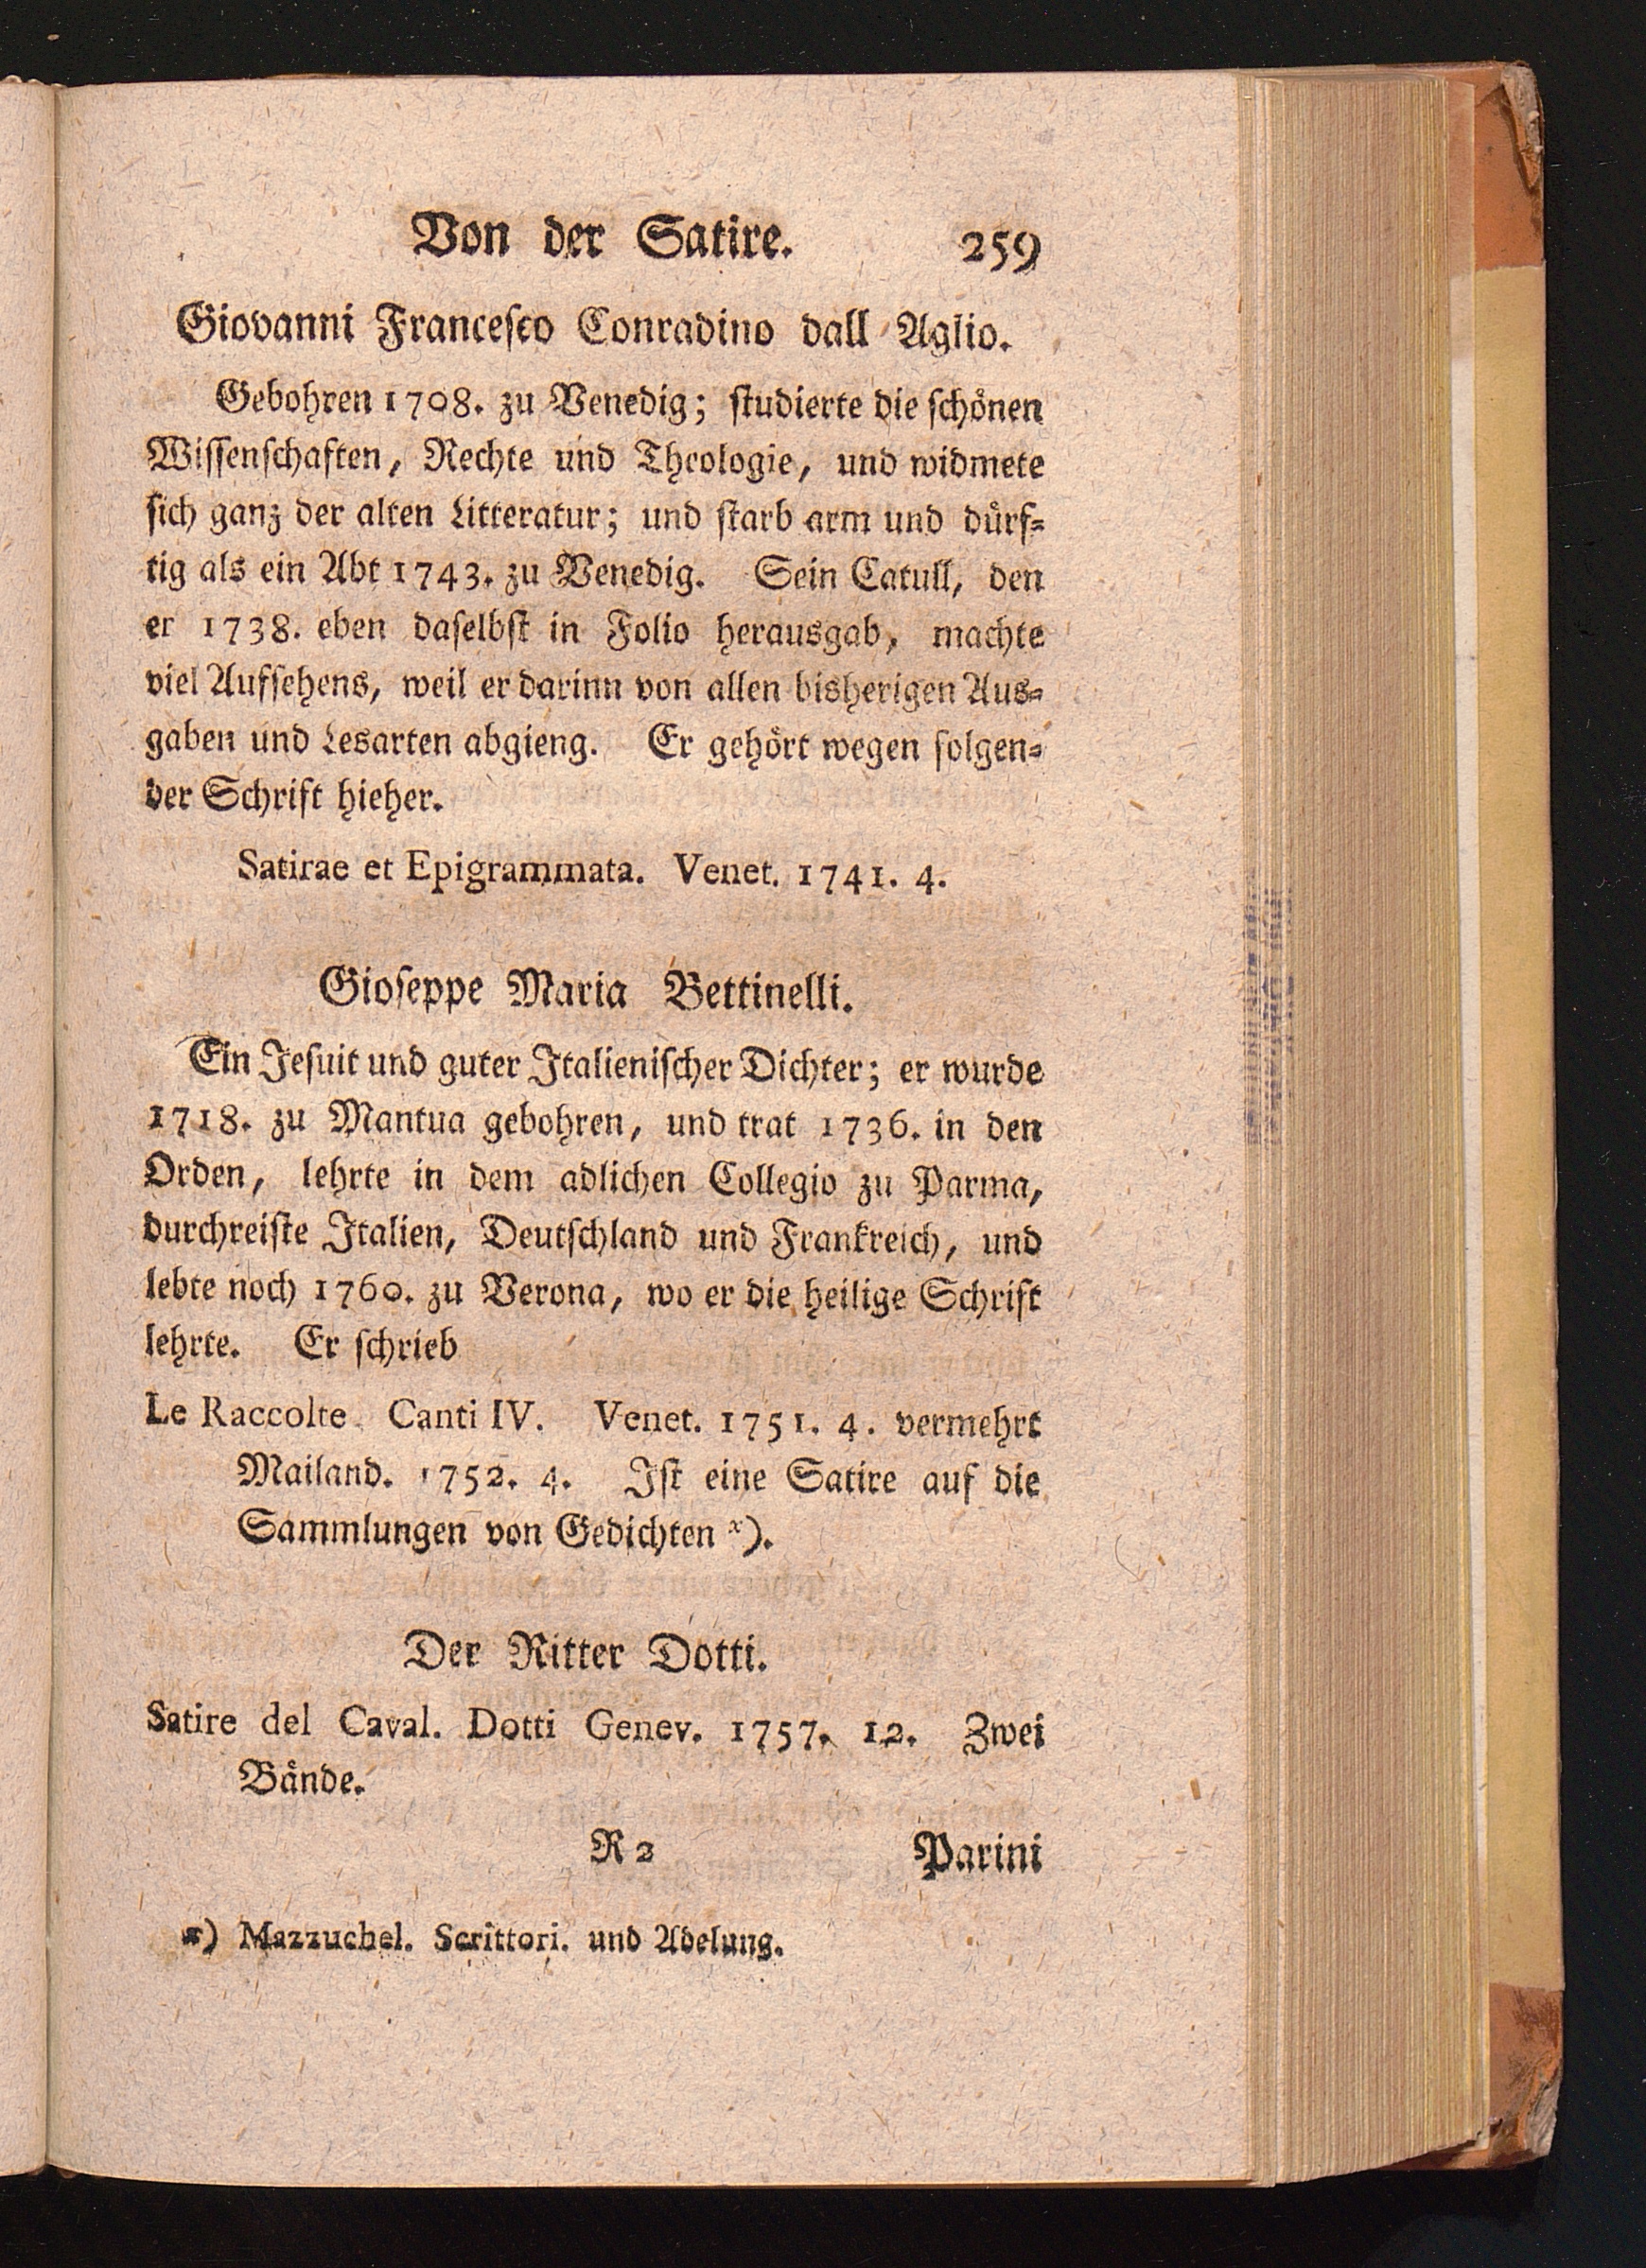 Von der Satire. 259
Giovanni Francesco Conradino dall Aglio.
Gebohren 1708. zu Venedig; studierte die schönen
Wissenschaften, Rechte und Theologie, und widmete
sich ganz der alten Litteratur; und starb arm und dürf-
tig als ein Abt 1743. zu Venedig. Sein Catull, den
er 1738. eben daselbst in Folio herausgab, machte
viel Aufsehens, weil er darinn von allen bisherigen Aus-
gaben und Lesarten abgieng. Er gehört wegen folgen-
der Schrift hieher.
Satirae et Epigrammata. Venet. 1741. 4.
Gioseppe Maria Bettinelli.
Ein Jesuit und guter Italienischer Dichter; er wurde
1718. zu Mantua gebohren, und trat 1736. in den
Orden, lehrte in dem adlichen Collegio zu Parma,
durchreiste Italien, Deutschland und Frankreich, und
lebte noch 1760. zu Verona, wo er die heilige Schrift
lehrte. Er schrieb
Le Raccolte Canti IV. Venet. 1751. 4. vermehrt
Mailand. 1752. 4. Ist eine Satire auf die
Sammlungen von Gedichten x).
Der Ritter Dotti.
Satire del Caval. Dotti Genev. 1757. 12. Zwei
Bände.
R 2 Parini
x) Mazzuchel. Scrittori. und Adelung.